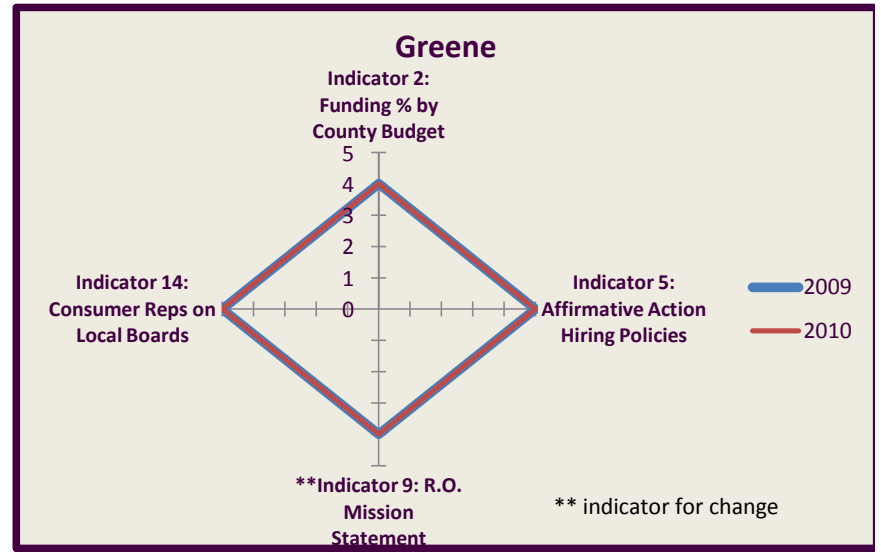 Greene
Indicator 2:
Funding % by
County Budget
5
4
3
2
1
0
Indicator 14:
Consumer Reps on
Local Boards
Indicator 5:
Affirmative Action
Hiring Policies
2009
2010
**Indicator 9: R.O.
Mission
Statement
** indicator for change